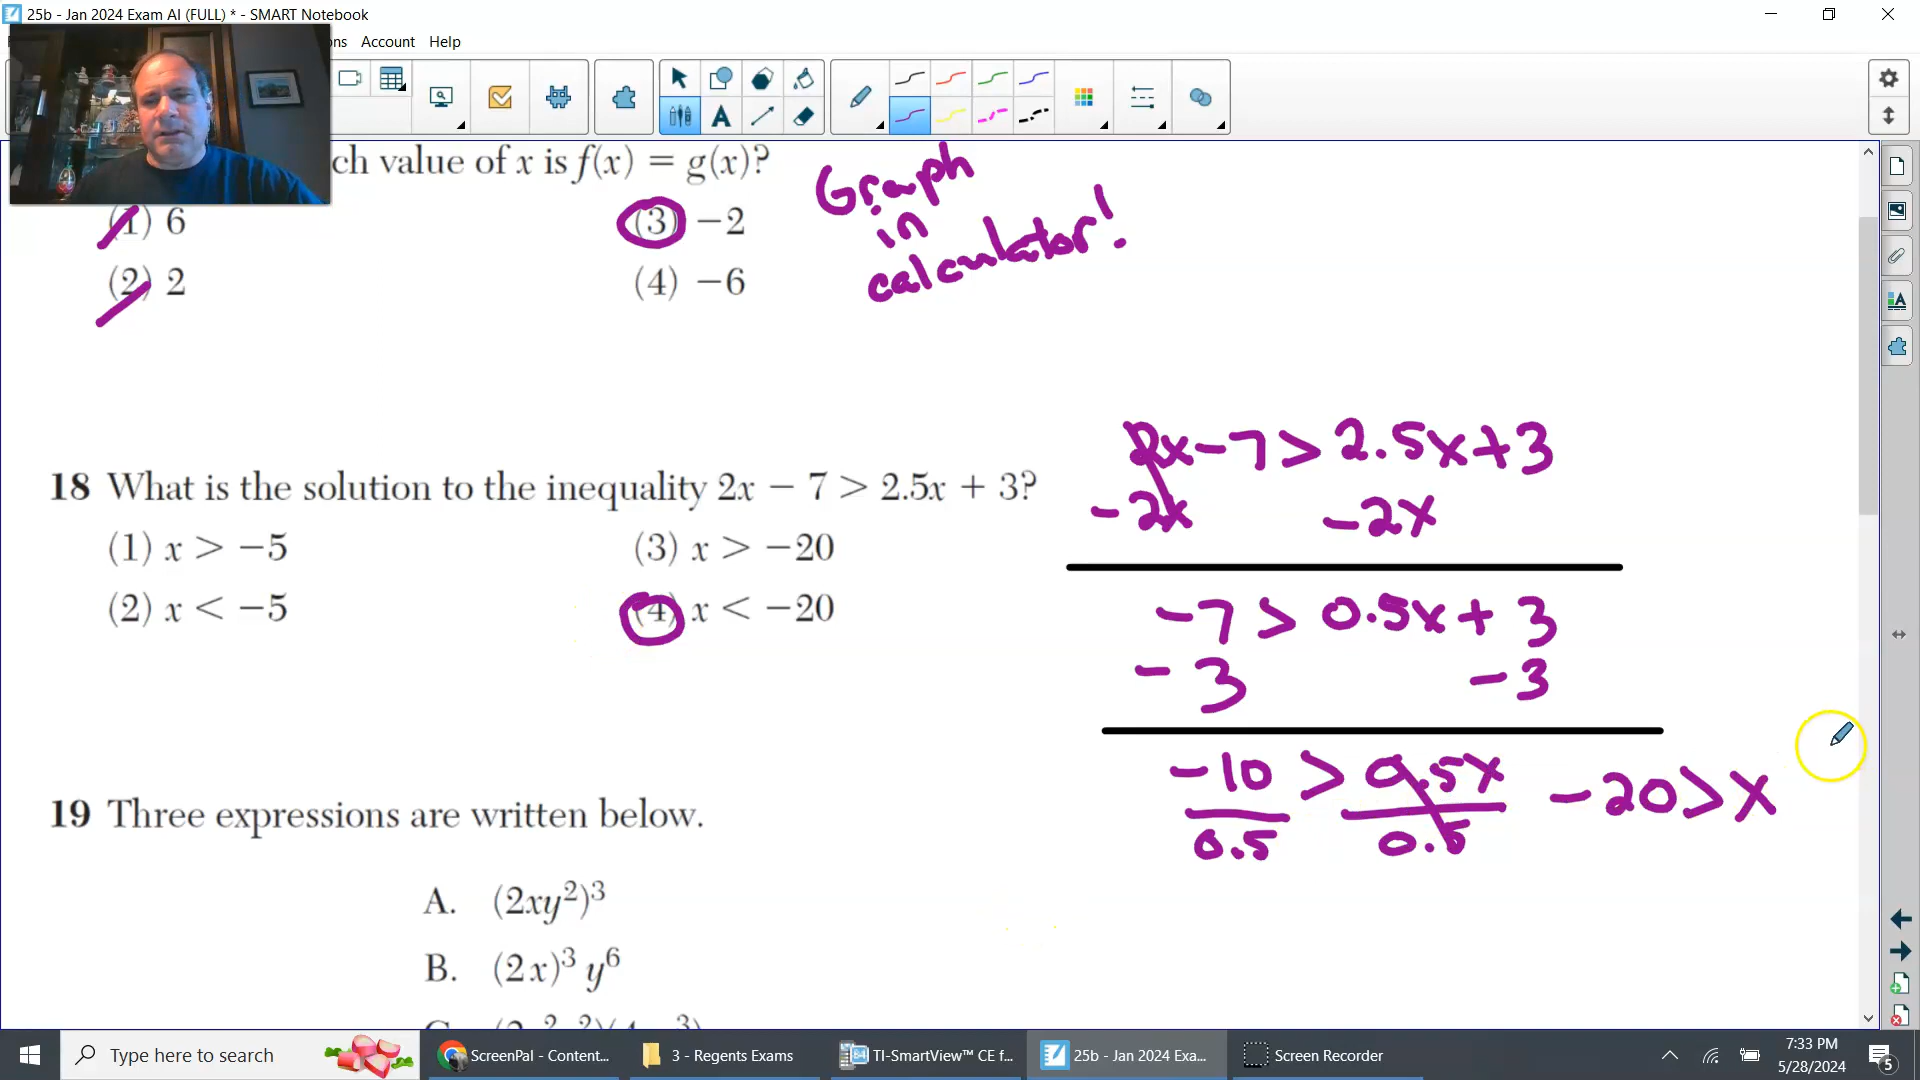 25b - Jan 2024 Exam AI (FULL) * - SMART Notebook
ns Account Help
ch value of x is f(x) = g(x)?
(1) 6
(3) −2
(2) 2
(4) −6
Graph
in
calculator!
18 What is the solution to the inequality 2x − 7 > 2.5x + 3?
(1) x > −5
(3) x > −20
(2) x < −5
(4) x < −20
2x-7>2.5x+3
-2x -2x
-7>0.5x+3
-3 -3
-10>0.5x
0.5 0.5
-20>x
19 Three expressions are written below.
A. (2xy²)³
B. (2x)³ y⁶
Type here to search
ScreenPal - Content...
3 - Regents Exams
TI-SmartView™ CE f...
25b - Jan 2024 Exa...
Screen Recorder
7:33 PM
5/28/2024
5